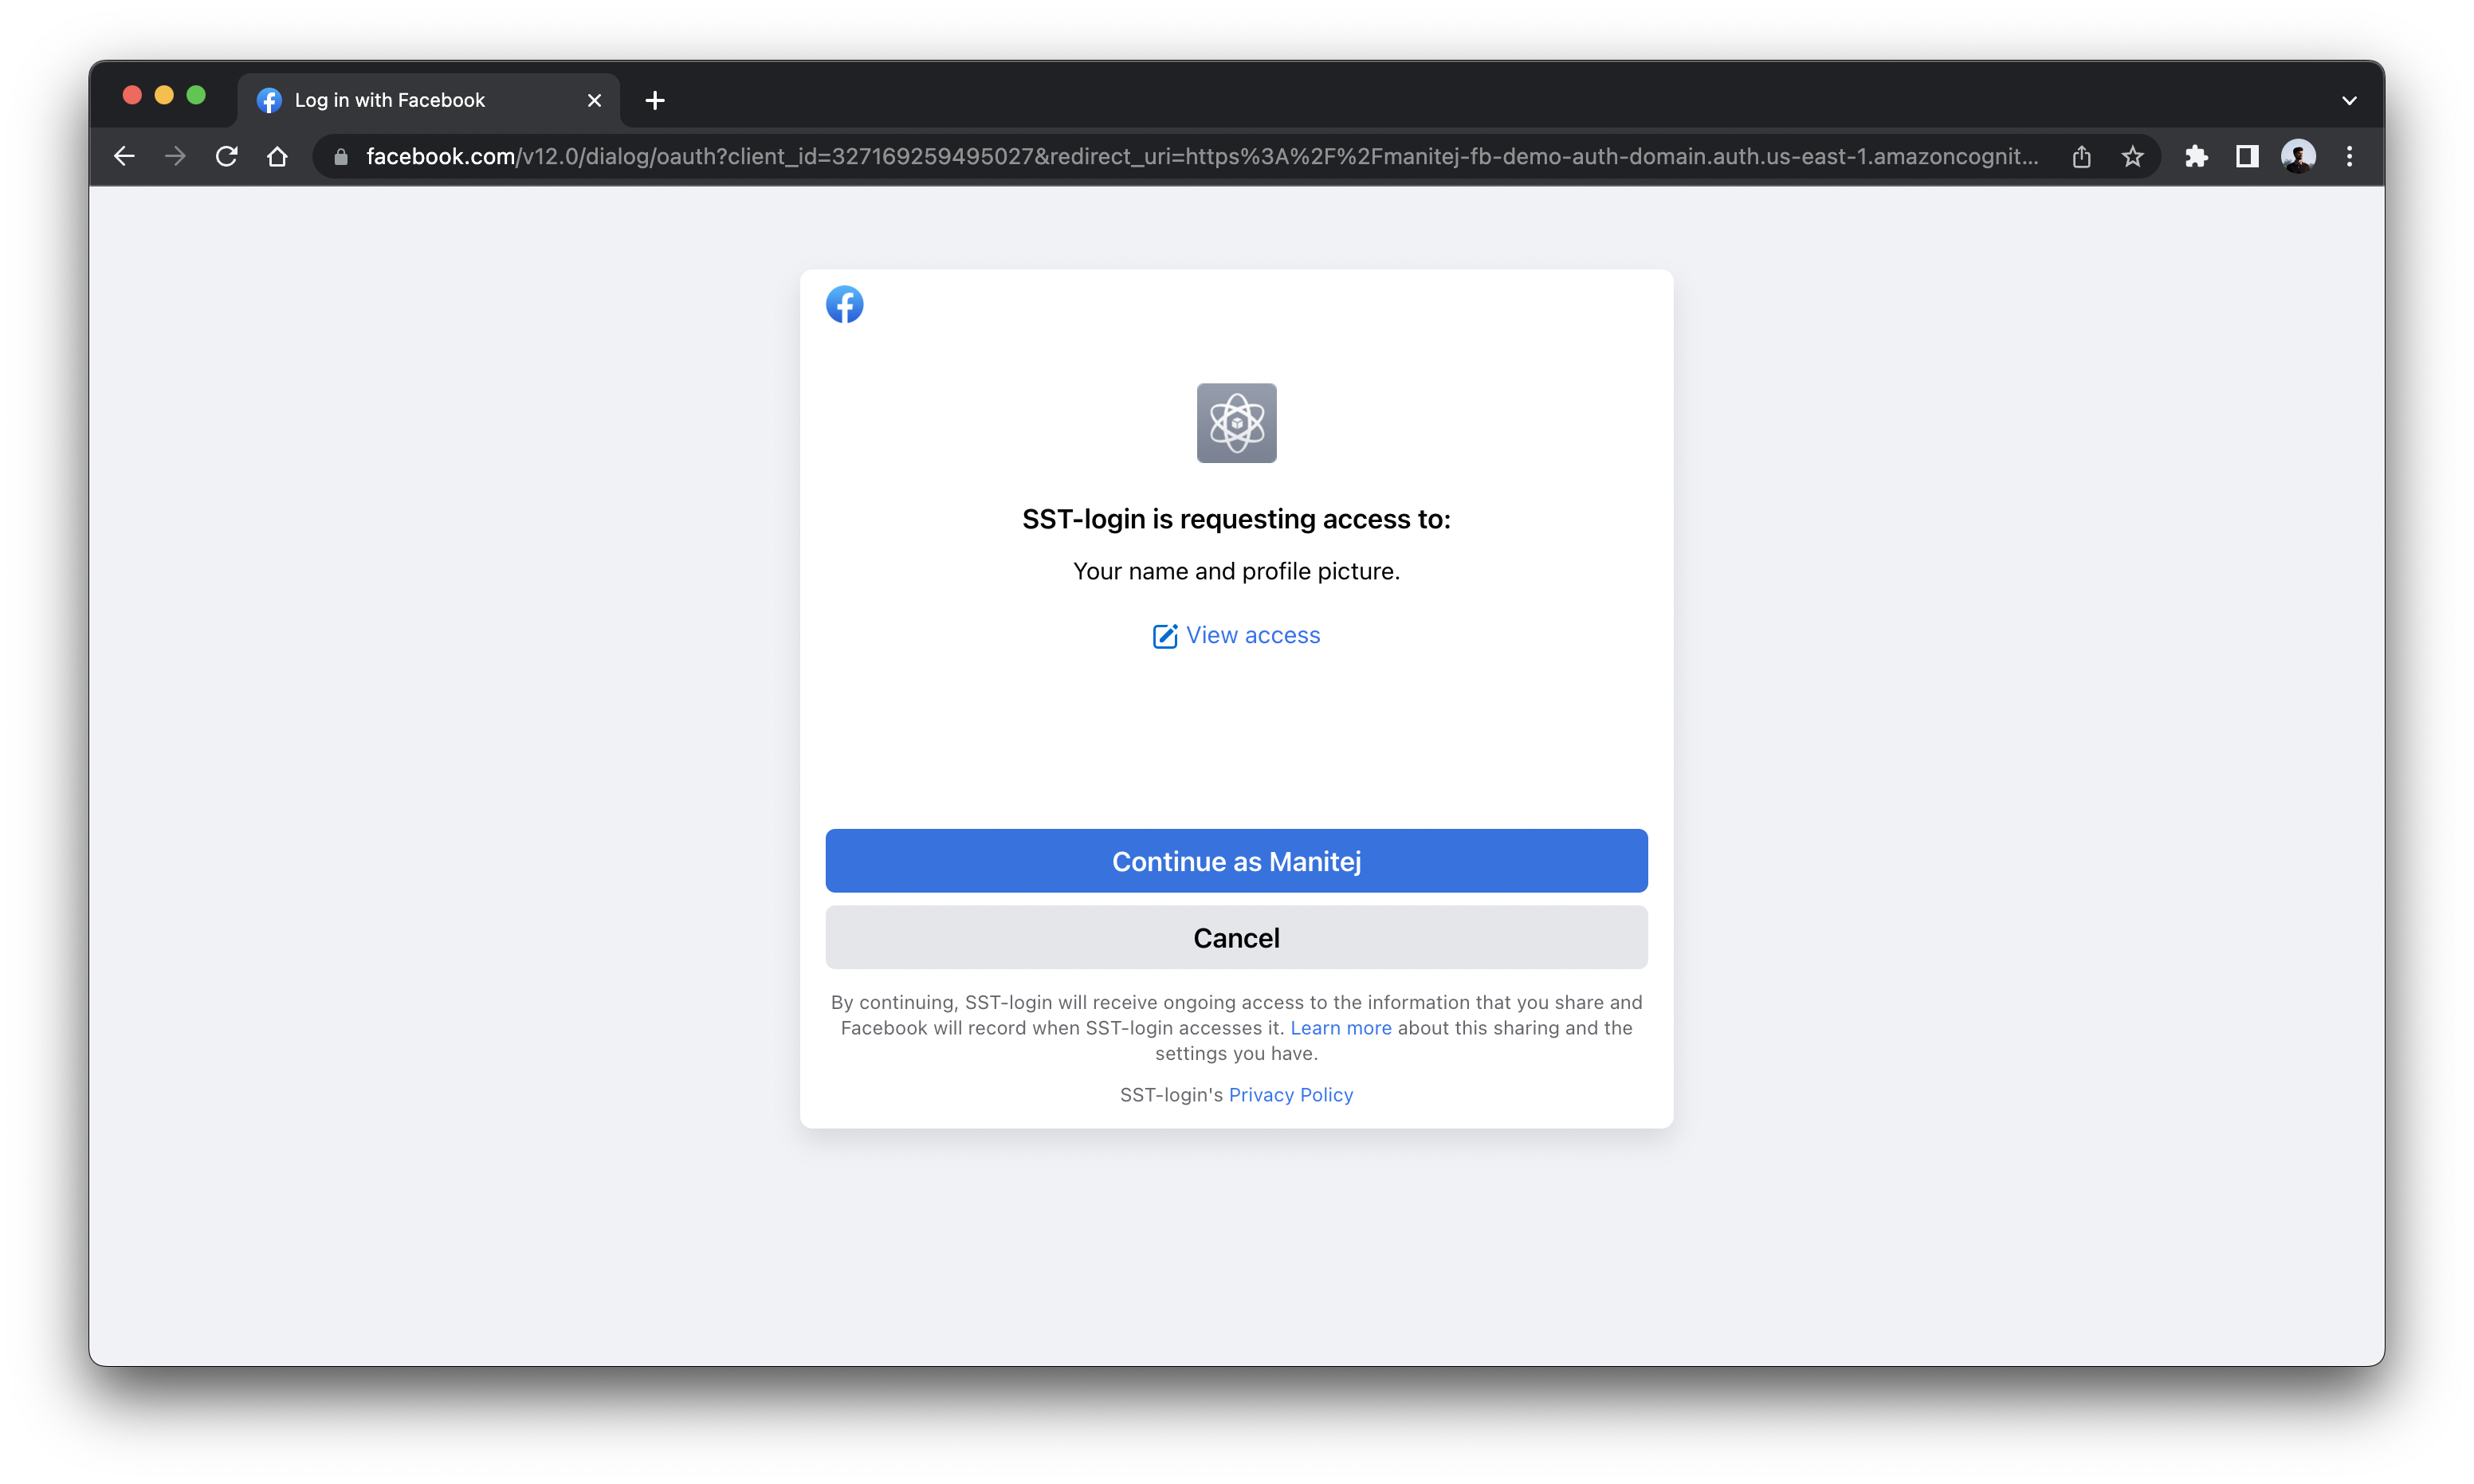 Log in with Facebook
facebook.com/v12.0/dialog/oauth?client_id=327169259495027&redirect_uri=https%3A%2F%2Fmanitej-fb-demo-auth-domain.auth.us-east-1.amazoncognit...
SST-login is requesting access to:
Your name and profile picture.
View access
Continue as Manitej
Cancel
By continuing, SST-login will receive ongoing access to the information that you share and
Facebook will record when SST-login accesses it. Learn more about this sharing and the
settings you have.
SST-login's Privacy Policy